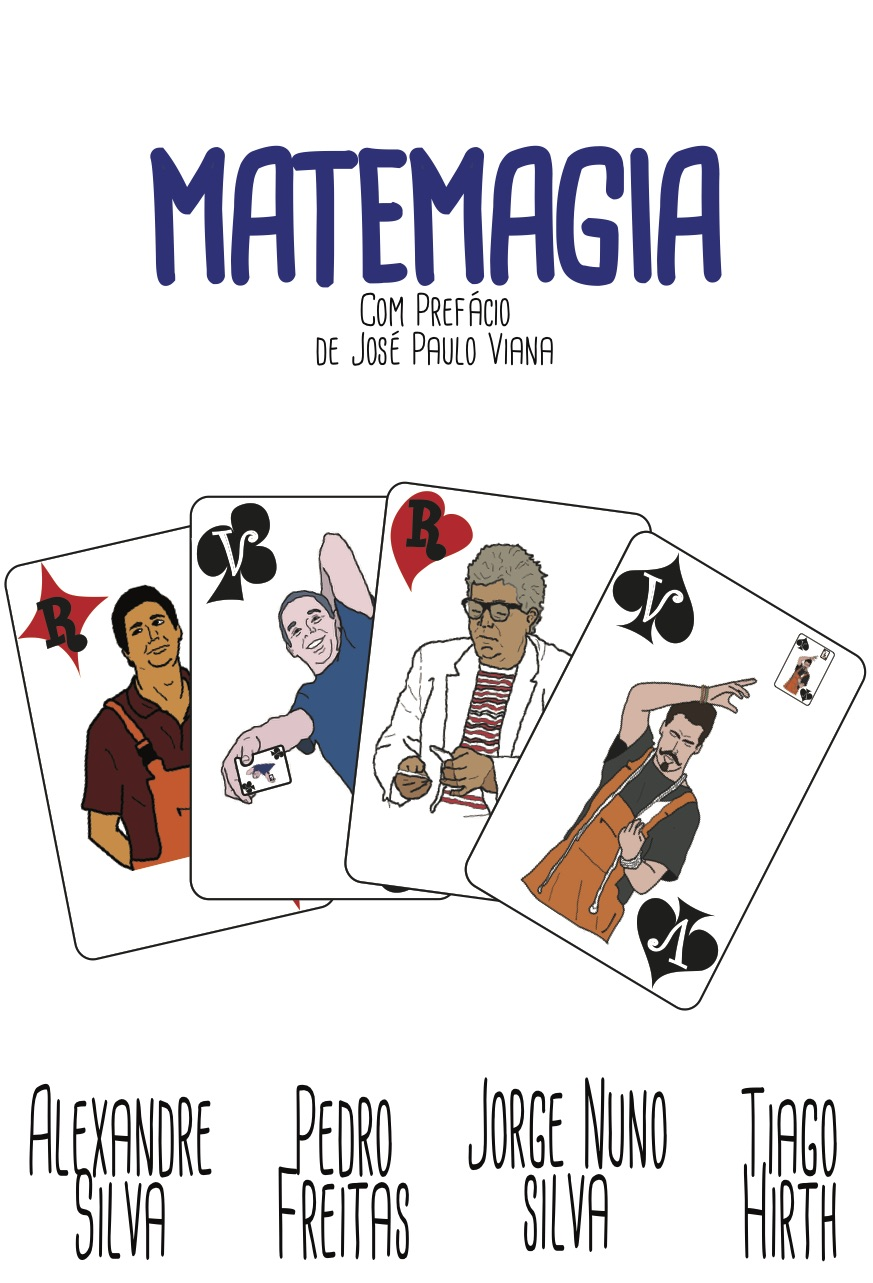 MATEMAGIA
COM PREFÁCIO
DE JOSÉ PAULO VIANA
R
V
R
V
V
ALEXANDRE
SILVA
PEDRO
FREITAS
JORGE NUNO
SILVA
TIAGO
HIRTH